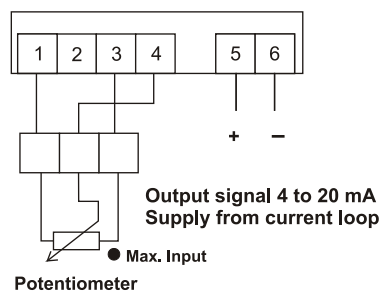 1 2 3 4 5 6
+ −
Output signal 4 to 20 mA
Supply from current loop
Max. Input
Potentiometer